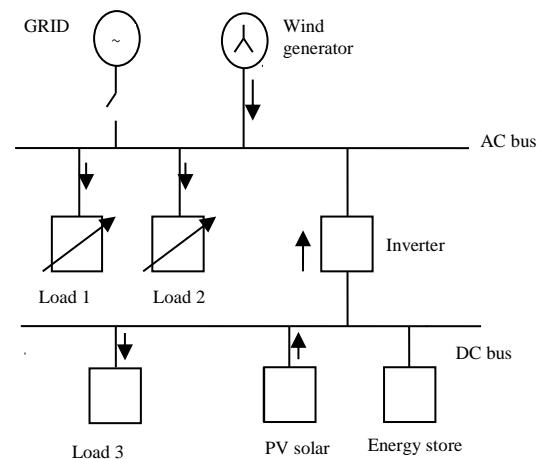 GRID
Wind
generator
~
AC bus
Inverter
Load 1
Load 2
DC bus
Load 3
PV solar
Energy store